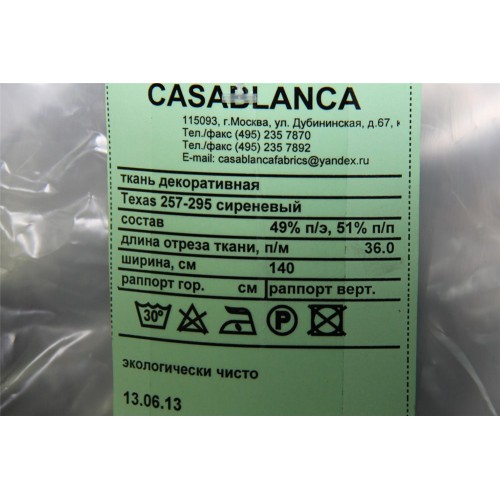 CASABLANCA
115093, г.Москва, ул. Дубининская, д.67, к
Тел./факс (495) 235 7870
Тел./факс (495) 235 7892
E-mail: casablancafabrics@yandex.ru
ткань декоративная
Texas 257-295 сиреневый
состав 49% п/э, 51% п/п
длина отреза ткани, п/м 36.0
ширина, см 140
раппорт гор. см раппорт верт.
30° P
экологически чисто
13.06.13